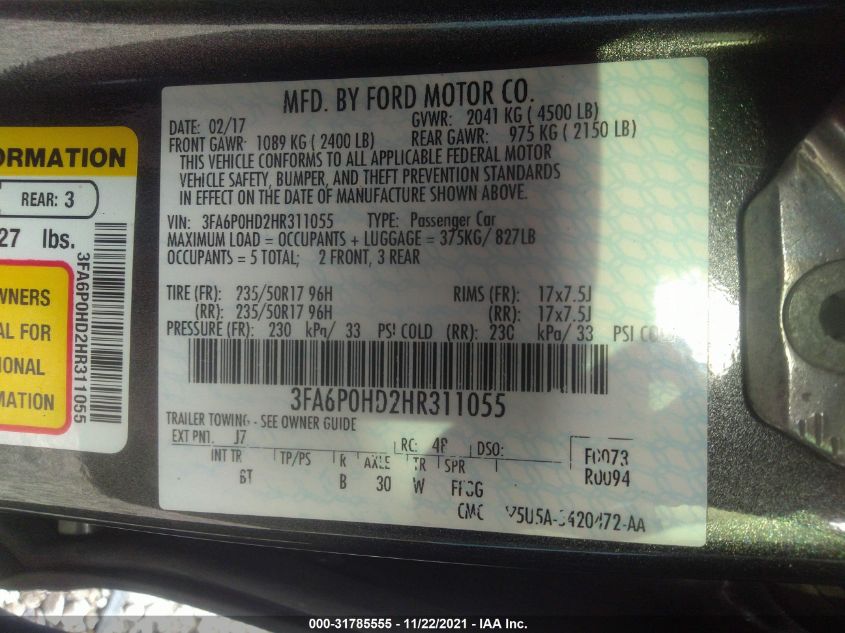 MFD. BY FORD MOTOR CO.
DATE: 02/17
GVWR: 2041 KG ( 4500 LB)
FRONT GAWR: 1089 KG ( 2400 LB)
REAR GAWR: 975 KG ( 2150 LB)
THIS VEHICLE CONFORMS TO ALL APPLICABLE FEDERAL MOTOR
VEHICLE SAFETY, BUMPER, AND THEFT PREVENTION STANDARDS
IN EFFECT ON THE DATE OF MANUFACTURE SHOWN ABOVE.
VIN: 3FA6P0HD2HR311055 TYPE: Passenger Car
MAXIMUM LOAD = OCCUPANTS + LUGGAGE = 375KG/ 827LB
OCCUPANTS = 5 TOTAL; 2 FRONT, 3 REAR
TIRE (FR): 235/50R17 96H RIMS (FR): 17x7.5J
(RR): 235/50R17 96H (RR): 17x7.5J
PRESSURE (FR): 230 kPa/ 33 PSI COLD (RR): 230 kPa/ 33 PSI COLD
3FA6P0HD2HR311055
TRAILER TOWING - SEE OWNER GUIDE
EXT PNT: J7 RC: 48 DSO:
INT TR TP/PS R AXLE TR SPR
B 30 W
F0073
R0094
CMC
ORMATION
REAR: 3
27 lbs.
3FA6P0HD2HR311055
WNERS
AL FOR
IONAL
MATION
000-31785555 - 11/22/2021 - IAA Inc.